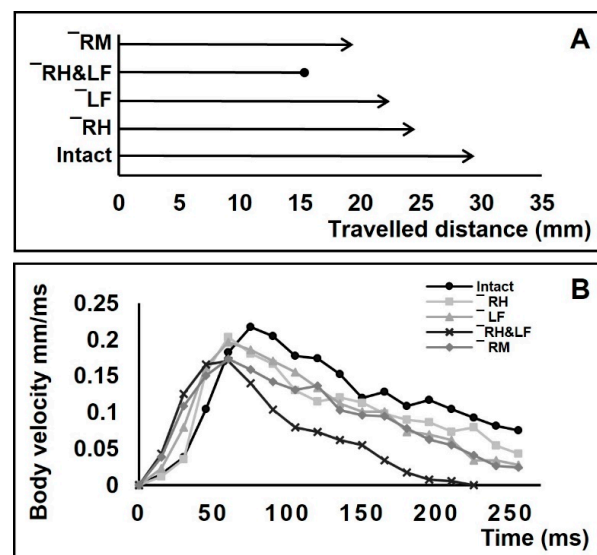 A
¯RM
¯RH&LF
¯LF
¯RH
Intact
0 5 10 15 20 25 30 35
Travelled distance (mm)
B
Intact
¯RH
¯LF
¯RH&LF
¯RM
Body velocity mm/ms
0.25
0.2
0.15
0.1
0.05
0
0 50 100 150 200 250
Time (ms)